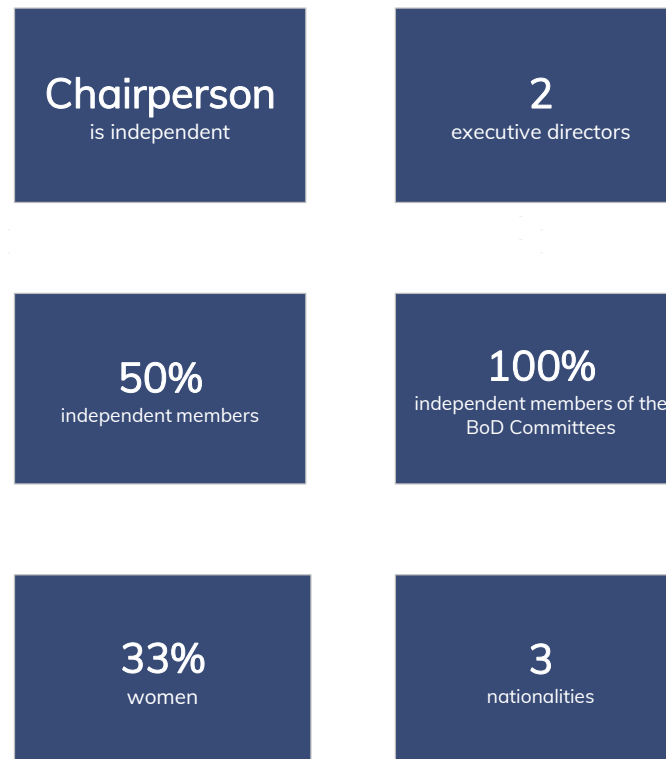 Chairperson
is independent
2
executive directors
50%
independent members
100%
independent members of the
BoD Committees
33%
women
3
nationalities